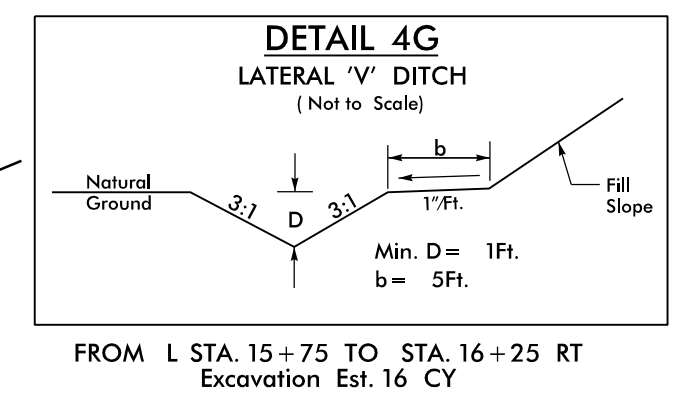 DETAIL 4G
LATERAL 'V' DITCH
(Not to Scale)
b
Natural
Ground
3:1
D
3:1
1"/Ft.
Fill
Slope
Min. D = 1Ft.
b = 5Ft.
FROM L STA. 15+75 TO STA. 16+25 RT
Excavation Est. 16 CY